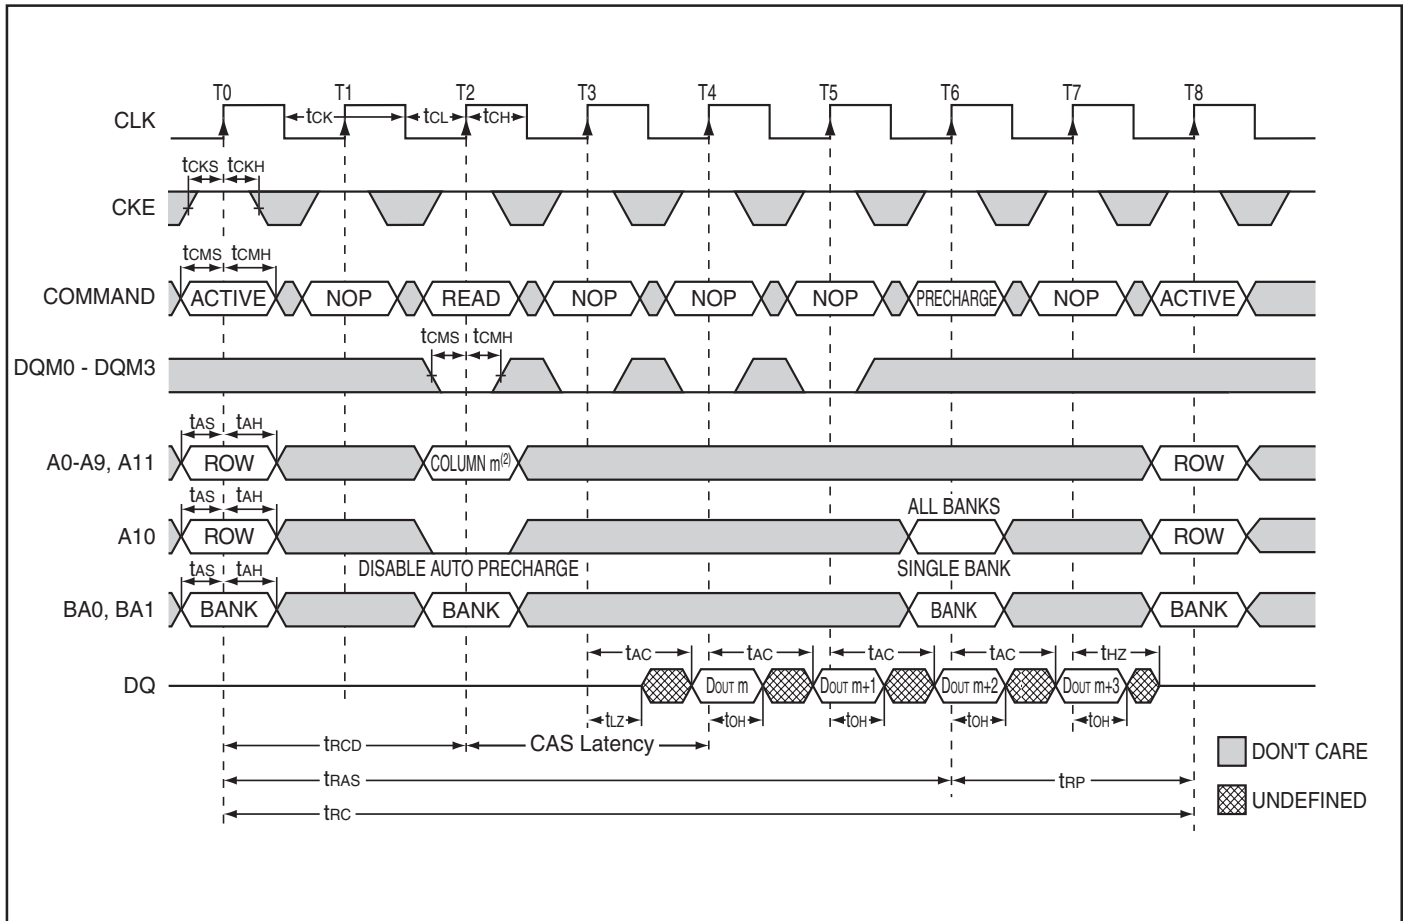 T0 T1 T2 T3 T4 T5 T6 T7 T8
CLK tCK tCL tCH
tCKS tCKH
CKE
tCMS tCMH
COMMAND ACTIVE NOP READ NOP NOP NOP PRECHARGE NOP ACTIVE
tCMS tCMH
DQM0 - DQM3
tAS tAH
A0-A9, A11 ROW COLUMN m(2) ROW
tAS tAH ALL BANKS
A10 ROW ROW
DISABLE AUTO PRECHARGE SINGLE BANK
tAS tAH
BA0, BA1 BANK BANK BANK BANK
tAC tAC tAC tAC tHZ
DQ DOUT m DOUT m+1 DOUT m+2 DOUT m+3
tLZ tOH tOH tOH tOH
tRCD CAS Latency
DON'T CARE
tRAS tRP
UNDEFINED
tRC